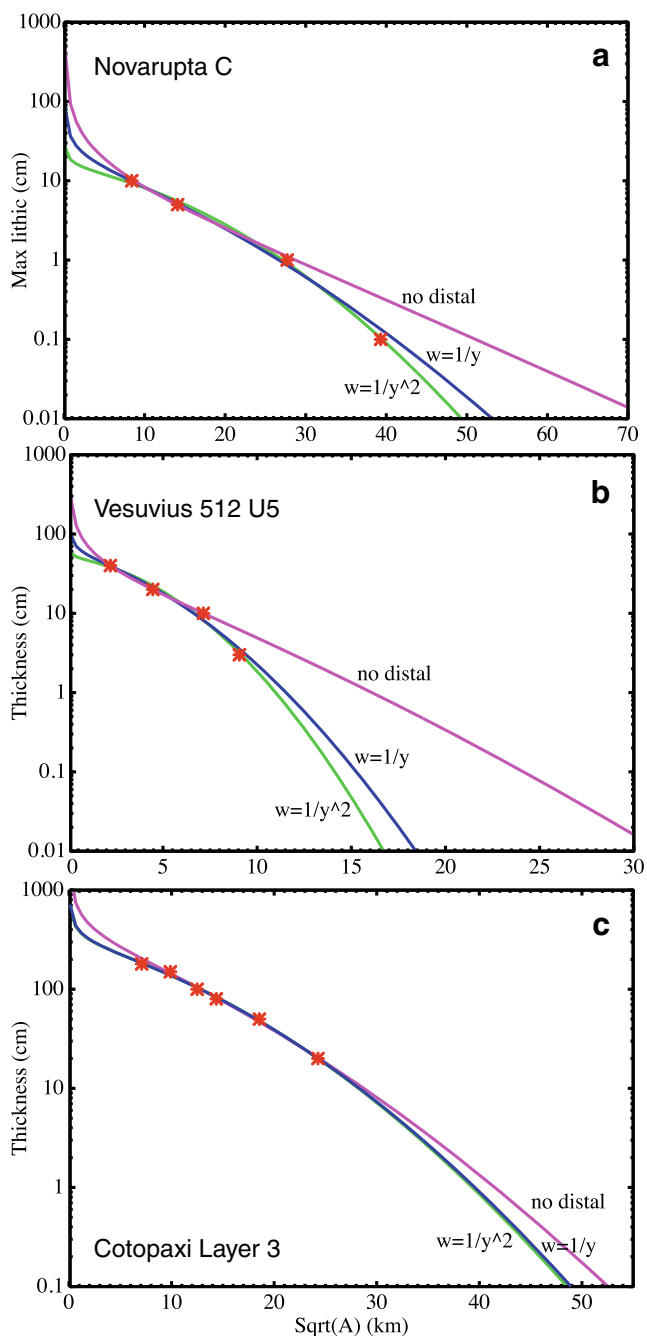 1000
a
Novarupta C
100
10
Max lithic (cm)
1
no distal
w=1/y
0.1
w=1/y^2
0.01
0 10 20 30 40 50 60 70
1000
b
Vesuvius 512 U5
100
10
Thickness (cm)
no distal
1
w=1/y
0.1
w=1/y^2
0.01
0 5 10 15 20 25 30
1000
c
100
Thickness (cm)
10
1
no distal
w=1/y^2 w=1/y
Cotopaxi Layer 3
0.1
0 10 20 30 40 50
Sqrt(A) (km)